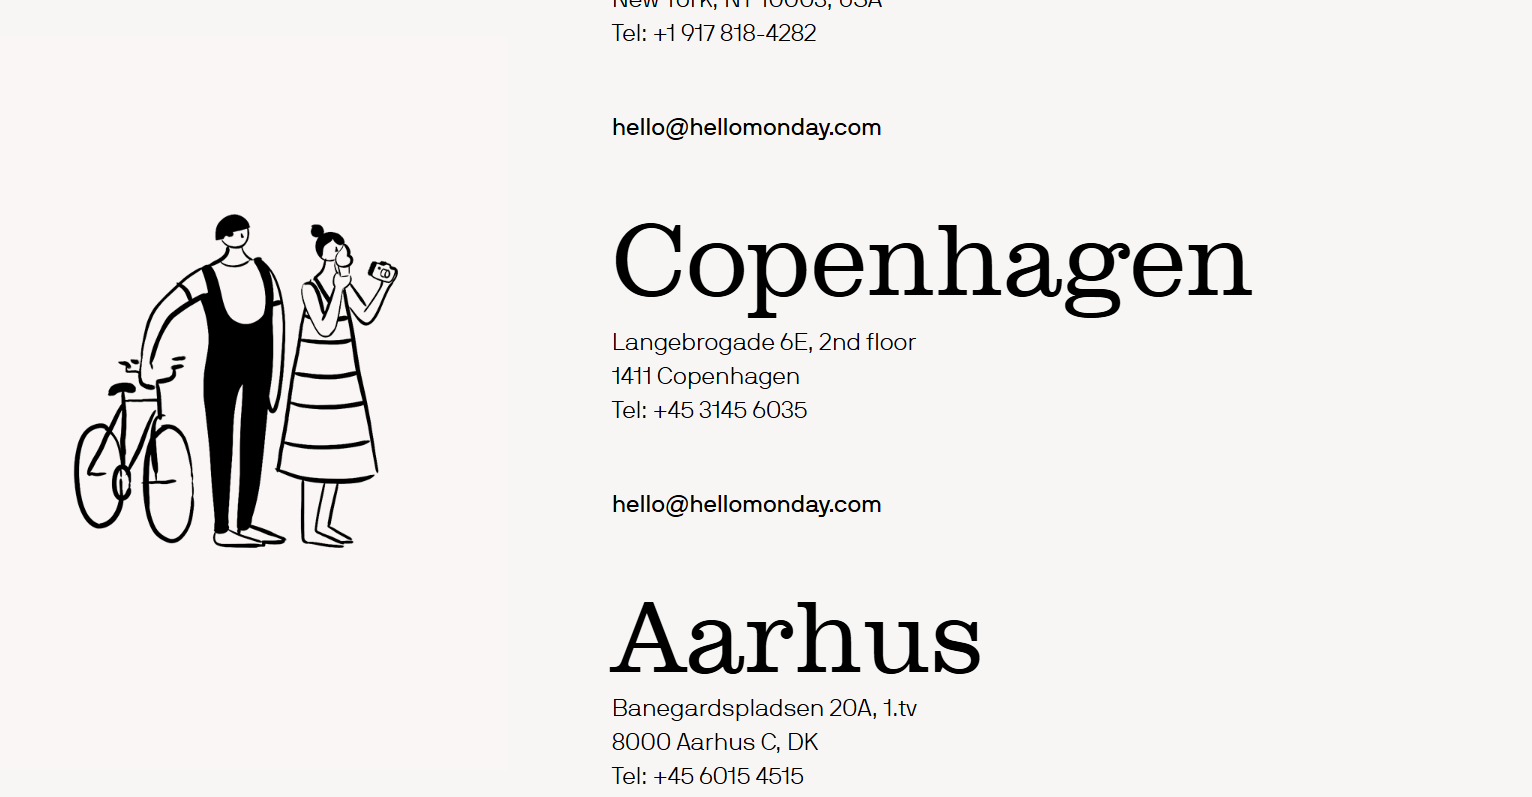 New York, NY 10003, USA
Tel: +1 917 818-4282
hello@hellomonday.com
Copenhagen
Langebrogade 6E, 2nd floor
1411 Copenhagen
Tel: +45 3145 6035
hello@hellomonday.com
Aarhus
Banegardspladsen 20A, 1.tv
8000 Aarhus C, DK
Tel: +45 6015 4515